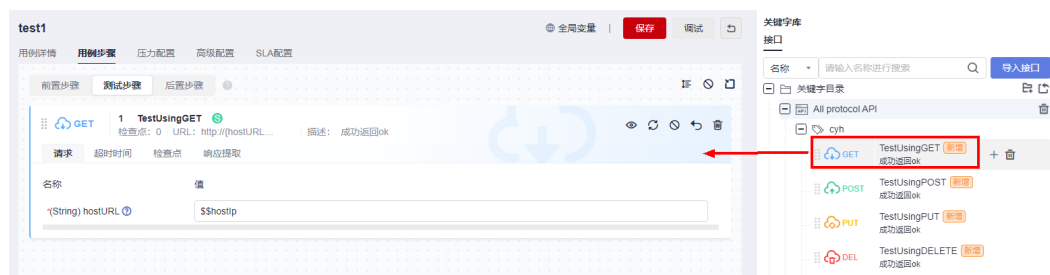 test1
全局变量
保存
调试
用例详情
用例步骤
压力配置
高级配置
SLA配置
前置步骤
测试步骤
后置步骤
GET
1 TestUsingGET S
检查点: 0 URL: http://{hostURL... 描述: 成功返回ok
请求
超时时间
检查点
响应提取
名称
值
*(String) hostURL
$$hostIp
关键字库
接口
名称
请输入名称进行搜索
导入接口
关键字目录
All protocol API
cyh
GET
TestUsingGET 新增
成功返回ok
POST
TestUsingPOST 新增
成功返回ok
PUT
TestUsingPUT 新增
成功返回ok
DEL
TestUsingDELETE 新增
成功返回ok